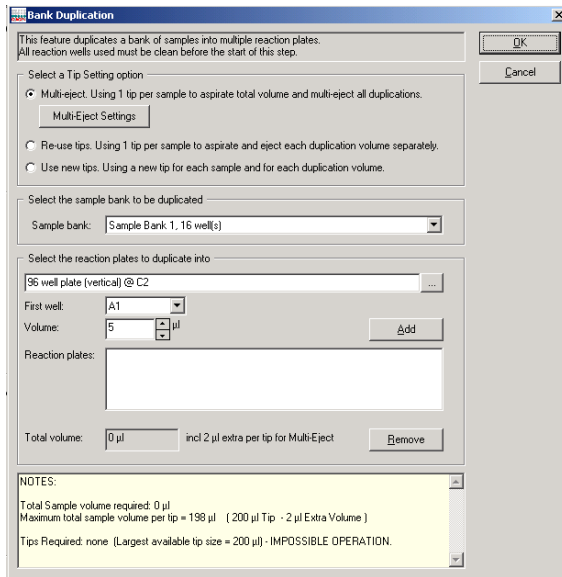 Bank Duplication
This feature duplicates a bank of samples into multiple reaction plates.
All reaction wells used must be clean before the start of this step.
OK
Cancel
Select a Tip Setting option
Multi-eject. Using 1 tip per sample to aspirate total volume and multi-eject all duplications.
Multi-Eject Settings
Re-use tips. Using 1 tip per sample to aspirate and eject each duplication volume separately.
Use new tips. Using a new tip for each sample and for each duplication volume.
Select the sample bank to be duplicated
Sample bank: Sample Bank 1, 16 well(s)
Select the reaction plates to duplicate into
96 well plate (vertical) @ C2 ...
First well: A1
Volume: 5 µl Add
Reaction plates:
Total volume: 0 µl incl 2 µl extra per tip for Multi-Eject Remove
NOTES:
Total Sample volume required: 0 µl
Maximum total sample volume per tip = 198 µl ( 200 µl Tip - 2 µl Extra Volume )
Tips Required: none (Largest available tip size = 200 µl) - IMPOSSIBLE OPERATION.